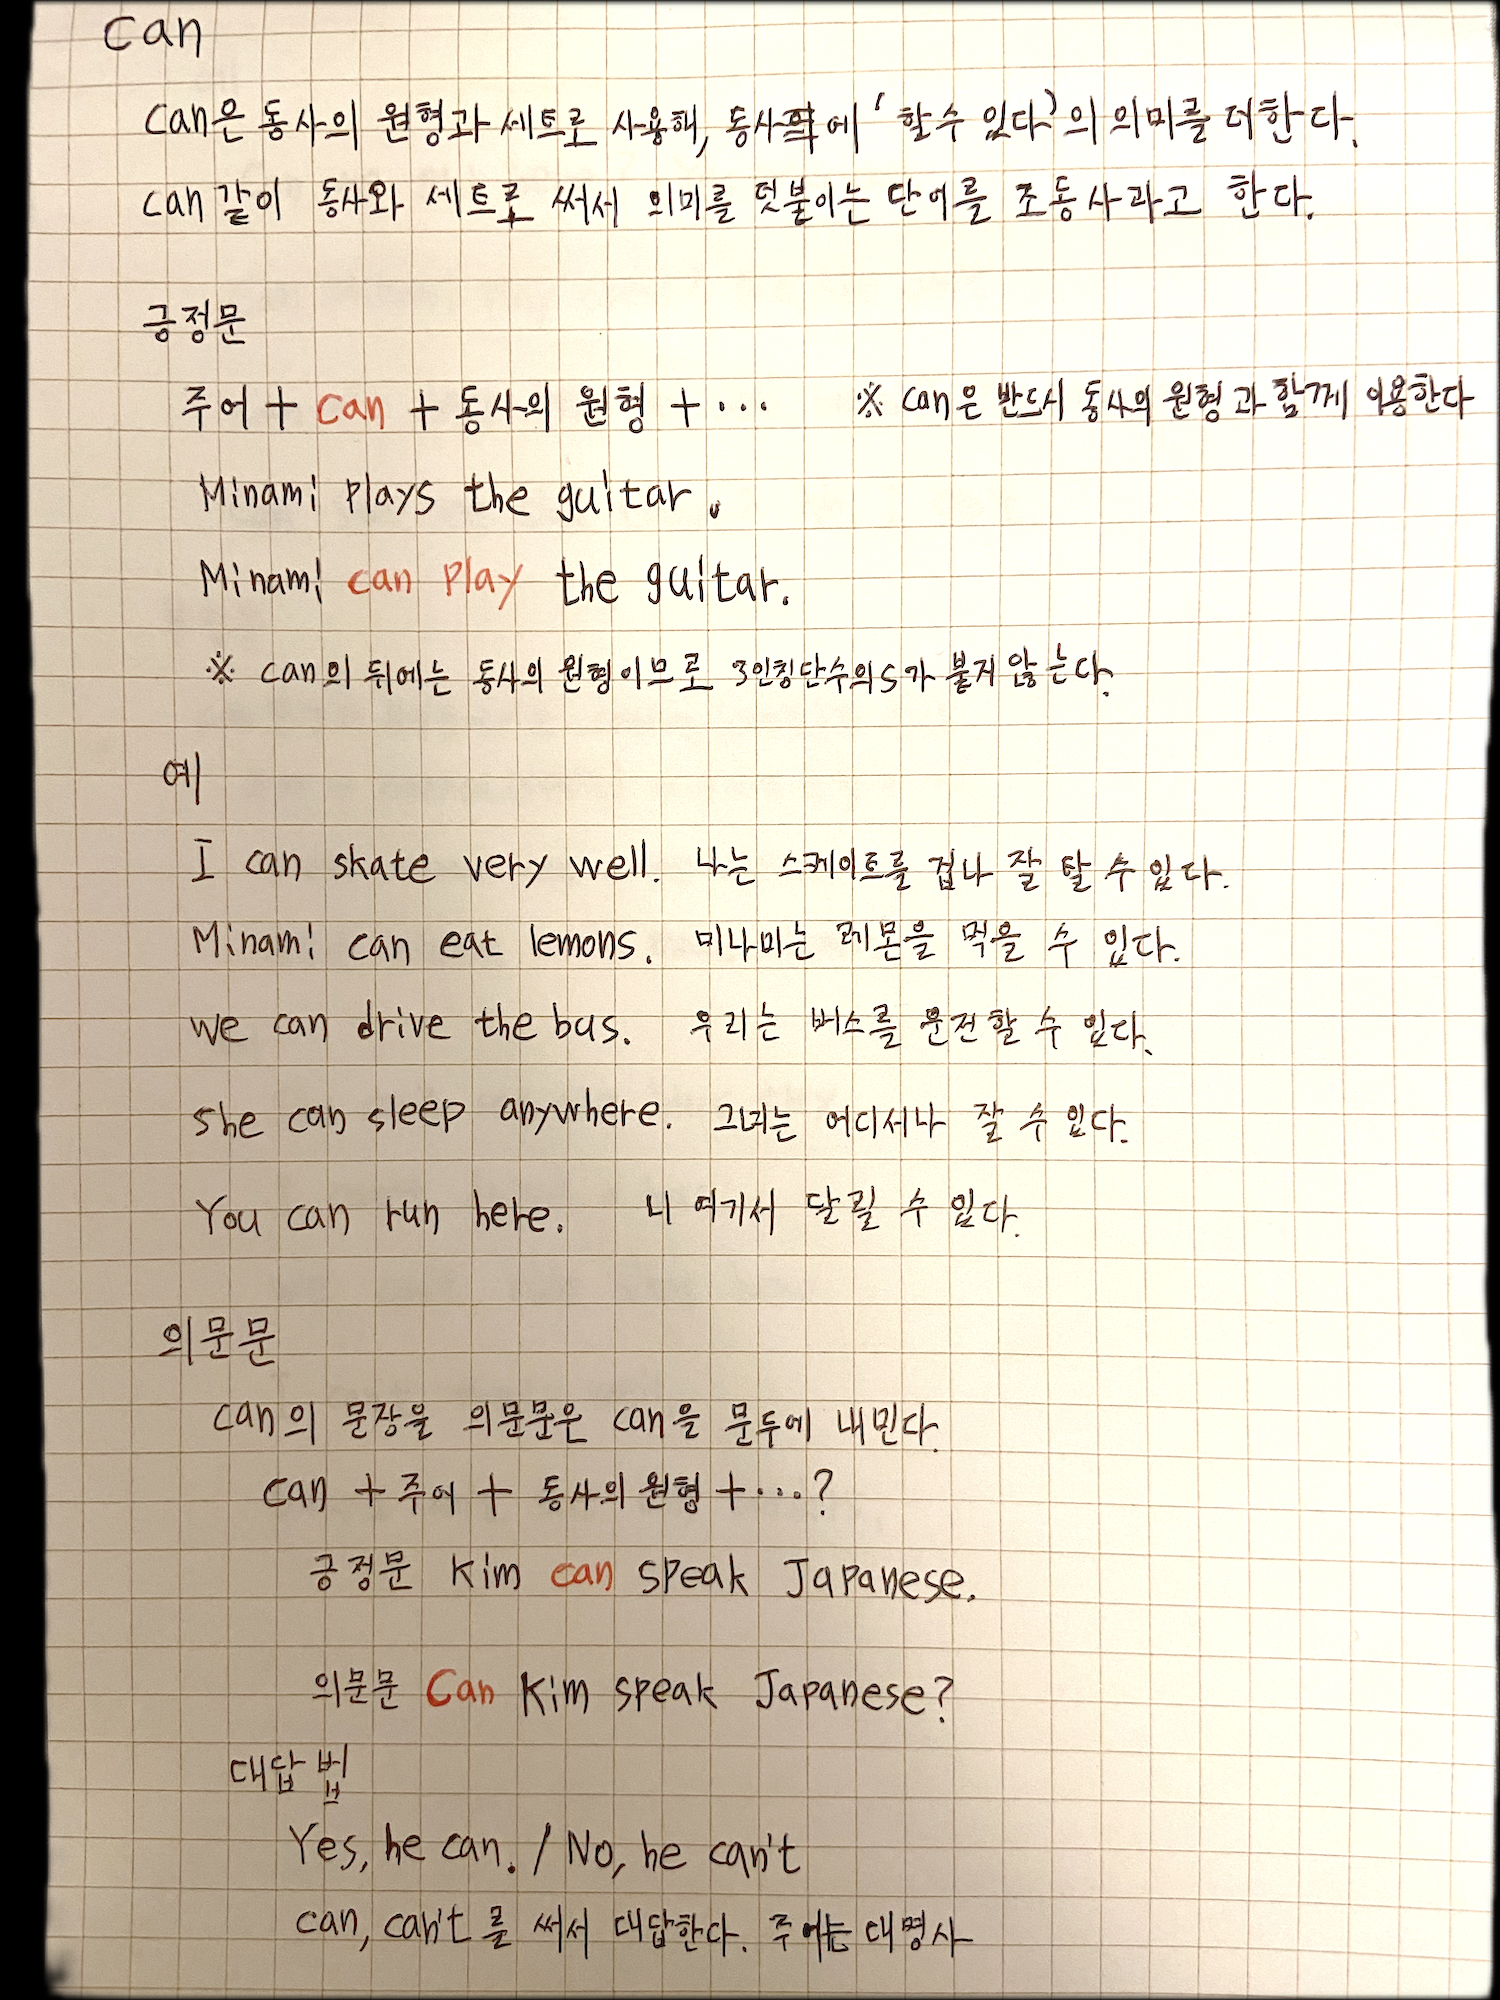 can
can은 동사의 원형과 세트로 사용해, 동사에 '할 수 있다'의 의미를 더한다.
can같이 동사와 세트로 써서 의미를 덧붙이는 단어를 조동사라고 한다.
긍정문
주어 + can + 동사의 원형 + ··· ※ can은 반드시 동사의 원형과 함께 이용한다
Minami plays the guitar.
Minami can play the guitar.
※ can의 뒤에는 동사의 원형이므로 3인칭단수의 s가 붙지 않는다.
예
I can skate very well. 나는 스케이트를 겁나 잘 탈 수 있다.
Minami can eat lemons. 미나미는 레몬을 먹을 수 있다.
we can drive the bus. 우리는 버스를 운전할 수 있다.
she can sleep anywhere. 그녀는 어디서나 잘 수 있다.
You can run here. 니 여기서 달릴 수 있다.
의문문
can의 문장을 의문문은 can을 문두에 내민다.
can + 주어 + 동사의 원형 + ···?
긍정문 Kim can speak Japanese.
의문문 Can Kim speak Japanese?
대답법
Yes, he can. / No, he can't
can, can't를 써서 대답한다. 주어는 대명사